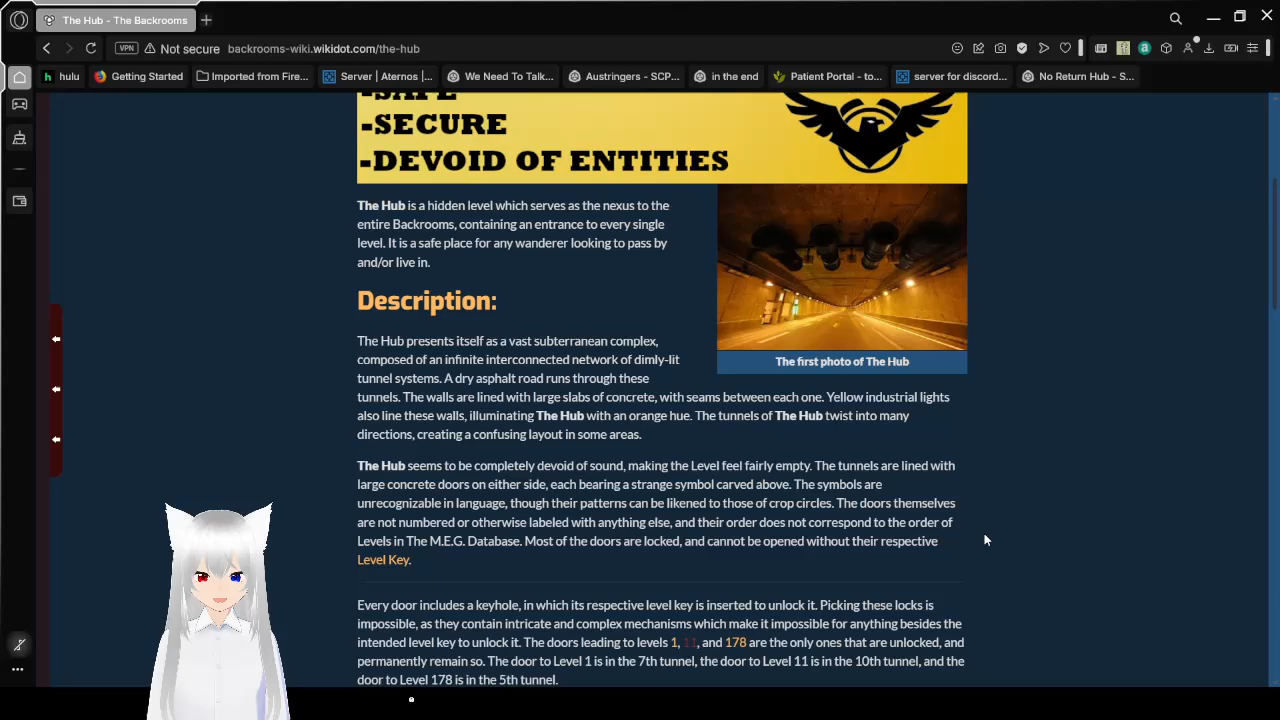 The Hub - The Backrooms
VPN
Not secure
backrooms-wiki.wikidot.com/the-hub
hulu
Getting Started
Imported from Fire...
Server | Aternos |...
We Need To Talk...
Austringers - SCP...
in the end
Patient Portal - to...
server for discord...
No Return Hub - S...
-SAFE
-SECURE
-DEVOID OF ENTITIES
The Hub is a hidden level which serves as the nexus to the
entire Backrooms, containing an entrance to every single
level. It is a safe place for any wanderer looking to pass by
and/or live in.
The first photo of The Hub
Description:
The Hub presents itself as a vast subterranean complex,
composed of an infinite interconnected network of dimly-lit
tunnel systems. A dry asphalt road runs through these
tunnels. The walls are lined with large slabs of concrete, with seams between each one. Yellow industrial lights
also line these walls, illuminating The Hub with an orange hue. The tunnels of The Hub twist into many
directions, creating a confusing layout in some areas.
The Hub seems to be completely devoid of sound, making the Level feel fairly empty. The tunnels are lined with
large concrete doors on either side, each bearing a strange symbol carved above. The symbols are
unrecognizable in language, though their patterns can be likened to those of crop circles. The doors themselves
are not numbered or otherwise labeled with anything else, and their order does not correspond to the order of
Levels in The M.E.G. Database. Most of the doors are locked, and cannot be opened without their respective
Level Key.
Every door includes a keyhole, in which its respective level key is inserted to unlock it. Picking these locks is
impossible, as they contain intricate and complex mechanisms which make it impossible for anything besides the
intended level key to unlock it. The doors leading to levels 1, 11, and 178 are the only ones that are unlocked, and
permanently remain so. The door to Level 1 is in the 7th tunnel, the door to Level 11 is in the 10th tunnel, and the
door to Level 178 is in the 5th tunnel.